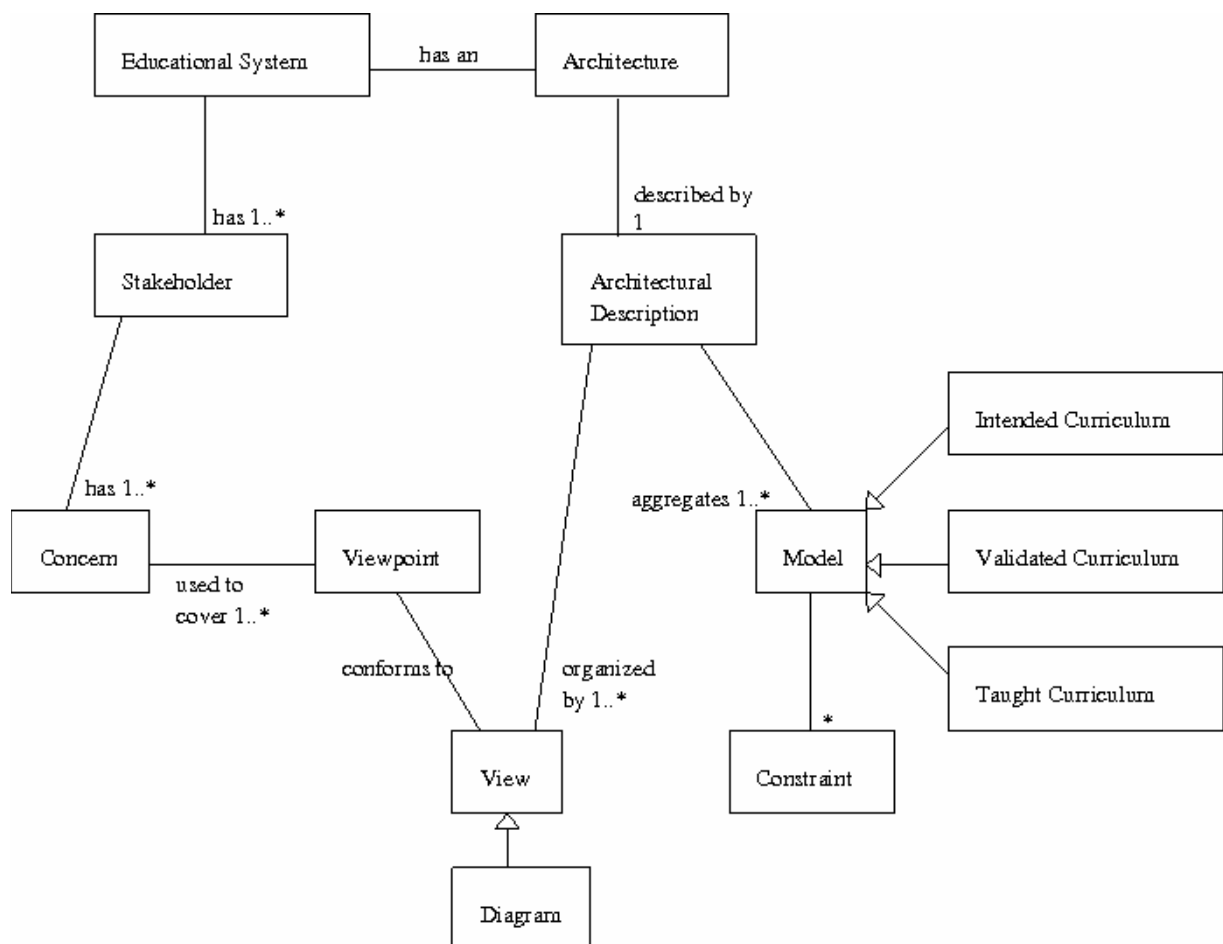 Educational System
has an
Architecture
described by
1
has 1..*
Stakeholder
Architectural
Description
Intended Curriculum
has 1..*
aggregates 1..*
Concern
Viewpoint
Model
Validated Curriculum
used to
cover 1..*
conforms to
organized
by 1..*
Taught Curriculum
*
View
Constraint
Diagram